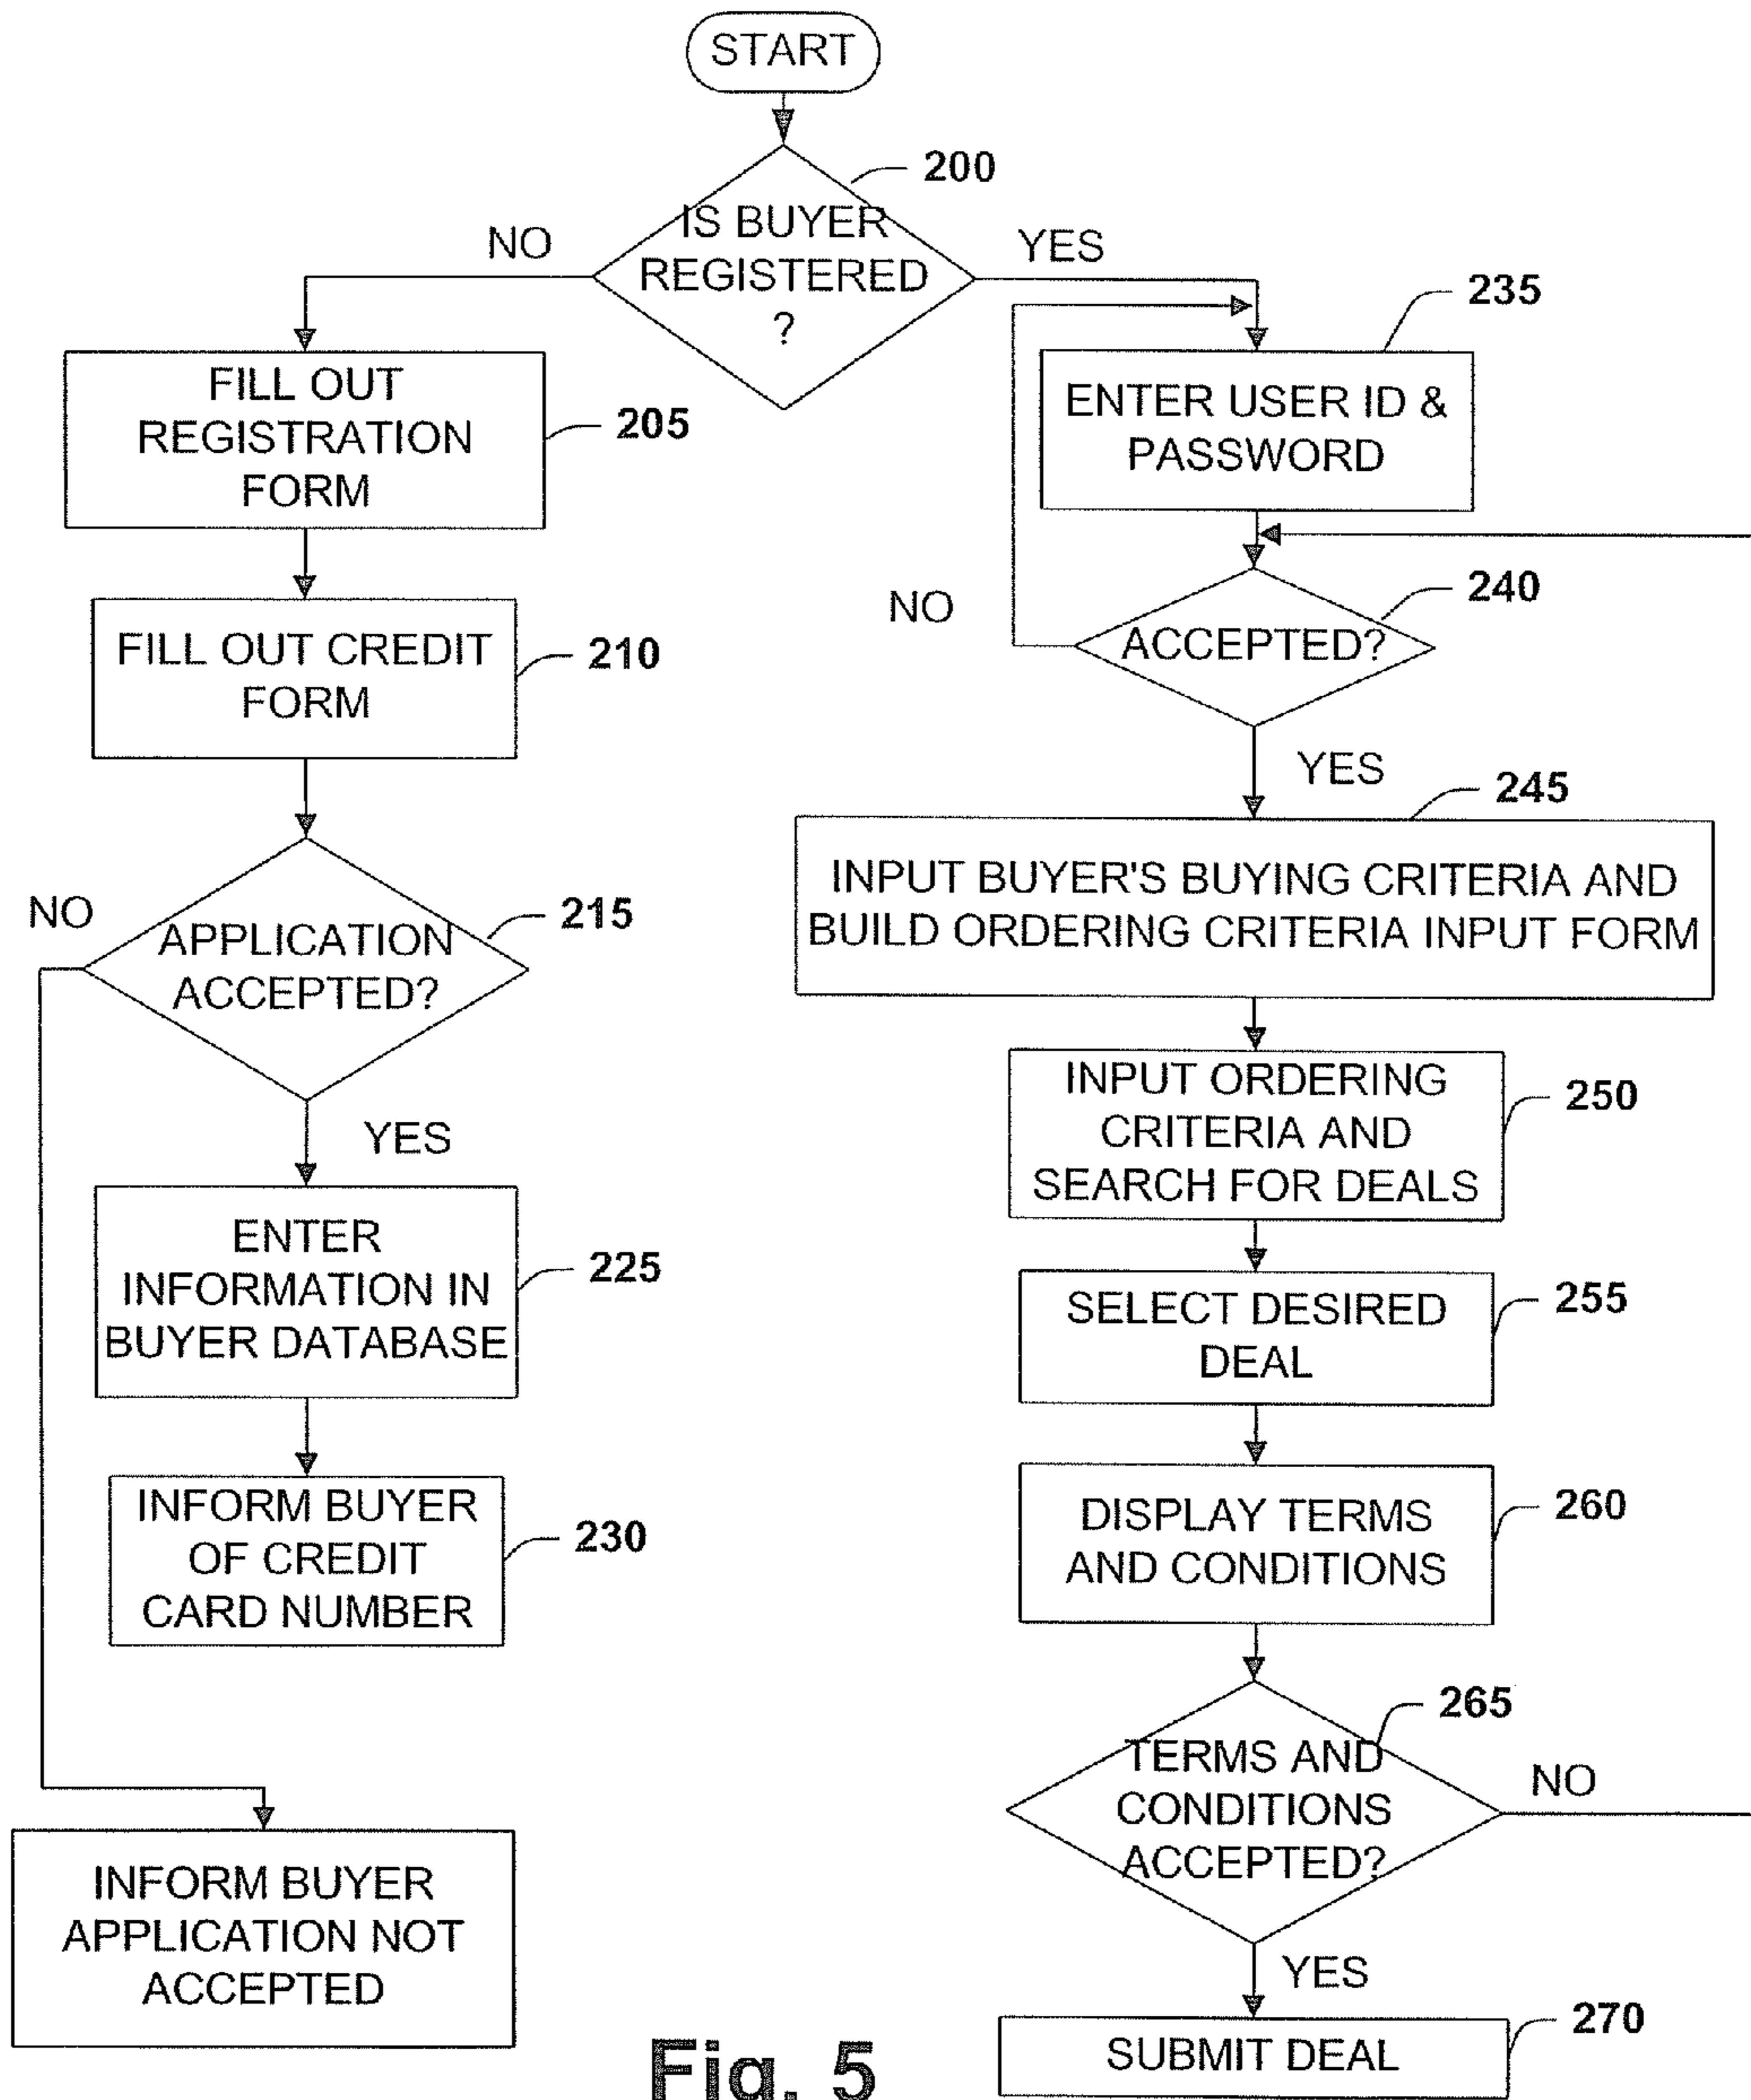 START
200
IS BUYER
REGISTERED
?
NO
YES
FILL OUT
REGISTRATION
FORM
205
FILL OUT CREDIT
FORM
210
NO
APPLICATION
ACCEPTED?
215
YES
ENTER
INFORMATION IN
BUYER DATABASE
225
INFORM BUYER
OF CREDIT
CARD NUMBER
230
INFORM BUYER
APPLICATION NOT
ACCEPTED
235
ENTER USER ID &
PASSWORD
240
NO
ACCEPTED?
YES
245
INPUT BUYER'S BUYING CRITERIA AND
BUILD ORDERING CRITERIA INPUT FORM
INPUT ORDERING
CRITERIA AND
SEARCH FOR DEALS
250
SELECT DESIRED
DEAL
255
DISPLAY TERMS
AND CONDITIONS
260
265
TERMS AND
CONDITIONS
ACCEPTED?
NO
YES
SUBMIT DEAL
270
Fig. 5